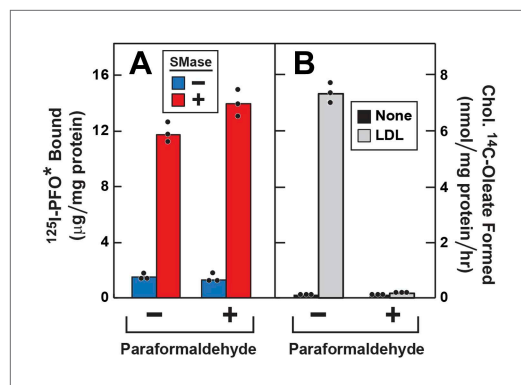 A
B
SMase
−
+
None
LDL
16
12
8
4
0
8
6
4
2
0
125I-PFO* Bound
(μg/mg protein)
Chol. 14C-Oleate Formed
(nmol/mg protein/hr)
− + − +
Paraformaldehyde Paraformaldehyde